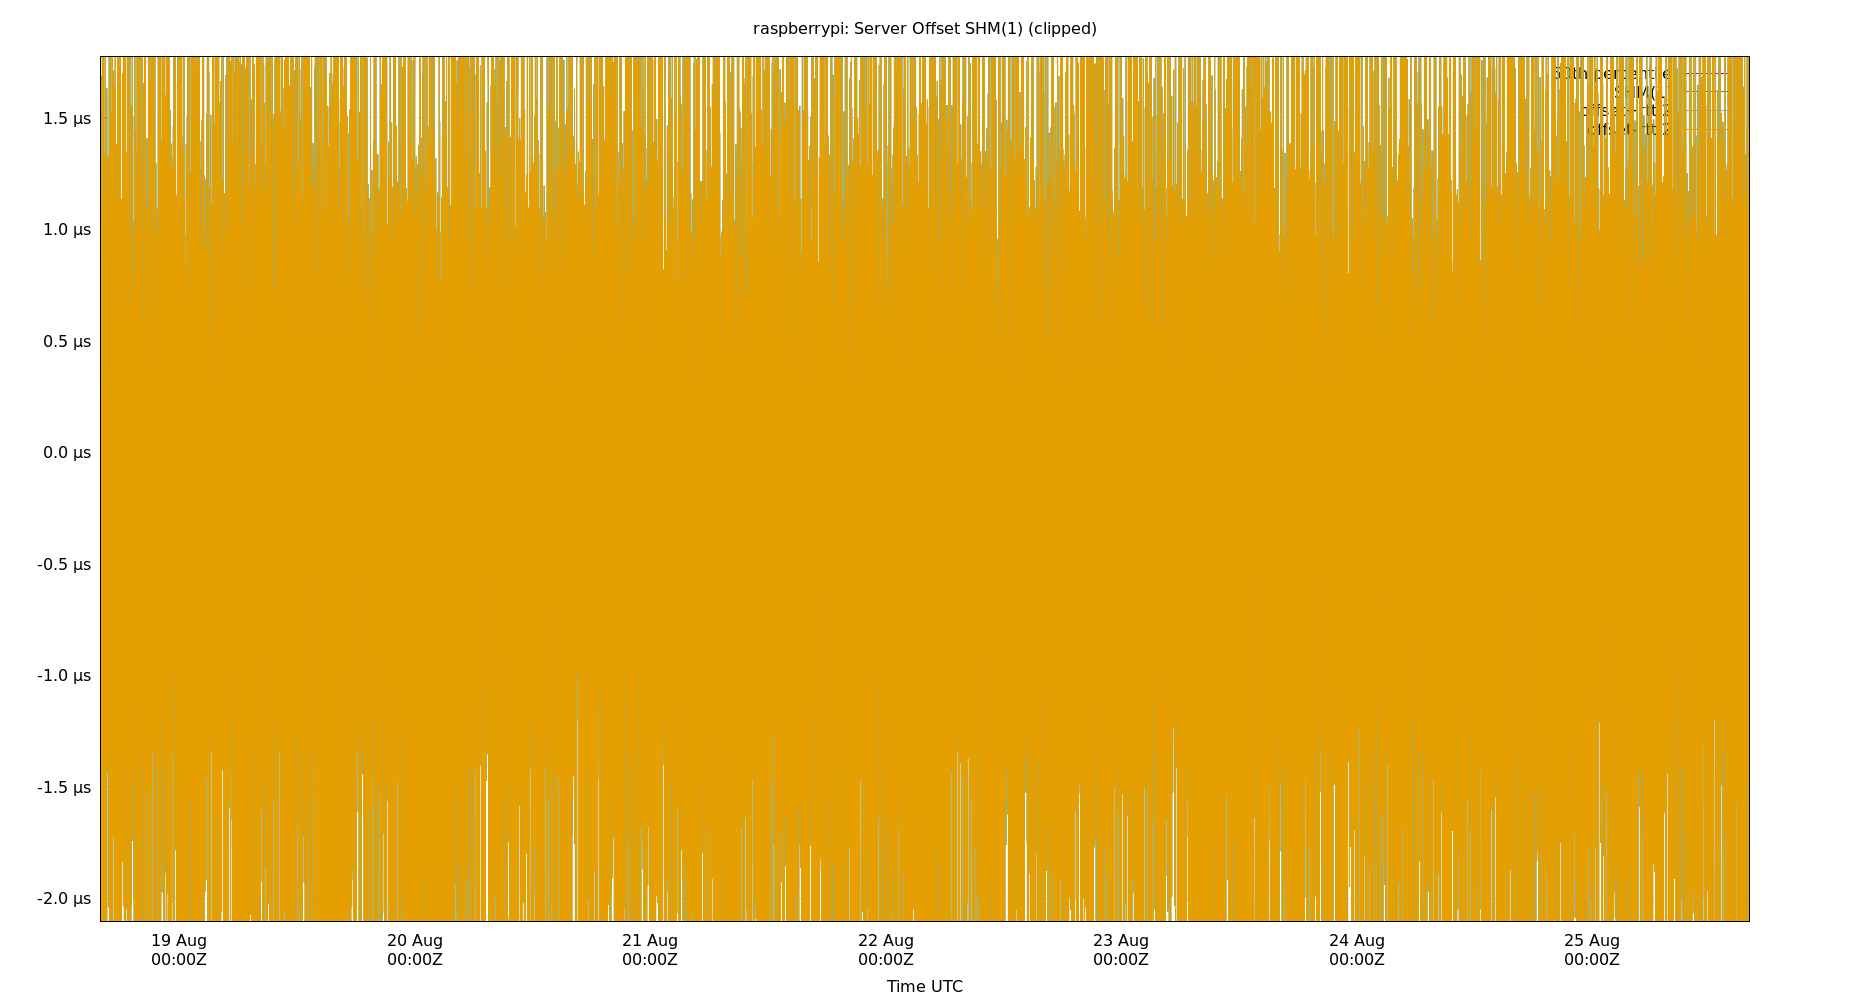 raspberrypi: Server Offset SHM(1) (clipped)
1.5 µs
1.0 µs
0.5 µs
0.0 µs
-0.5 µs
-1.0 µs
-1.5 µs
-2.0 µs
19 Aug 20 Aug 21 Aug 22 Aug 23 Aug 24 Aug 25 Aug
00:00Z 00:00Z 00:00Z 00:00Z 00:00Z 00:00Z 00:00Z
Time UTC